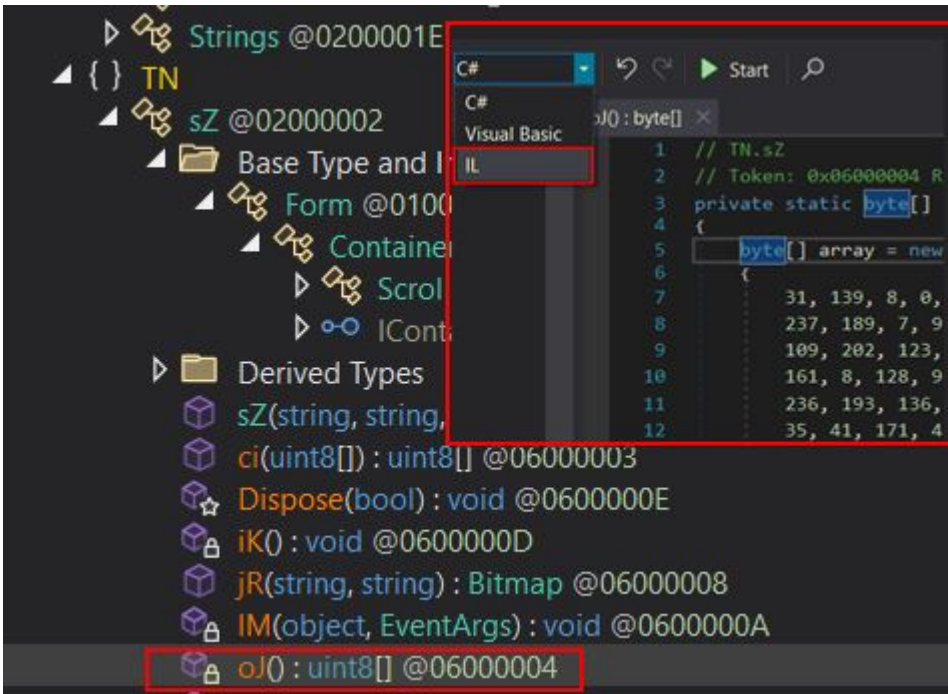 Strings @0200001E
{ } TN
sZ @02000002
Base Type and I
Form @0100
Container
Scrol
ICont
Derived Types
sZ(string, string,
ci(uint8[]) : uint8[] @06000003
Dispose(bool) : void @0600000E
iK() : void @0600000D
jR(string, string) : Bitmap @06000008
IM(object, EventArgs) : void @0600000A
oJ() : uint8[] @06000004
C#
Start
C#
Visual Basic
IL
oJ() : byte[]
1 // TN.sZ
2 // Token: 0x06000004 R
3 private static byte[]
4 {
5 byte[] array = new
6 {
7 31, 139, 8, 0,
8 237, 189, 7, 9
9 109, 202, 123,
10 161, 8, 128, 9
11 236, 193, 136,
12 35, 41, 171, 4